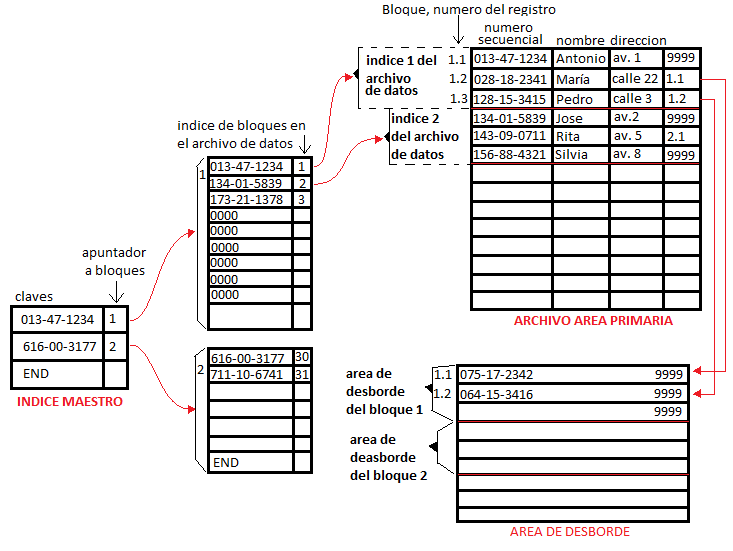 Bloque, numero del registro
numero
secuencial
nombre
direccion
indice 1 del
archivo
de datos
1.1
013-47-1234 Antonio av. 1 9999
1.2
028-18-2341 María calle 22 1.1
1.3
128-15-3415 Pedro calle 3 1.2
indice 2
del archivo
de datos
134-01-5839 Jose av.2 9999
143-09-0711 Rita av. 5 2.1
156-88-4321 Silvia av. 8 9999
ARCHIVO AREA PRIMARIA
indice de bloques en
el archivo de datos
1
013-47-1234 1
134-01-5839 2
173-21-1378 3
0000
0000
0000
0000
0000
0000
apuntador
a bloques
claves
013-47-1234 1
616-00-3177 2
END
INDICE MAESTRO
2
616-00-3177 30
711-10-6741 31
END
area de
desborde
del bloque 1
1.1
075-17-2342 9999
1.2
064-15-3416 9999
9999
area de
deasborde
del bloque 2
AREA DE DESBORDE